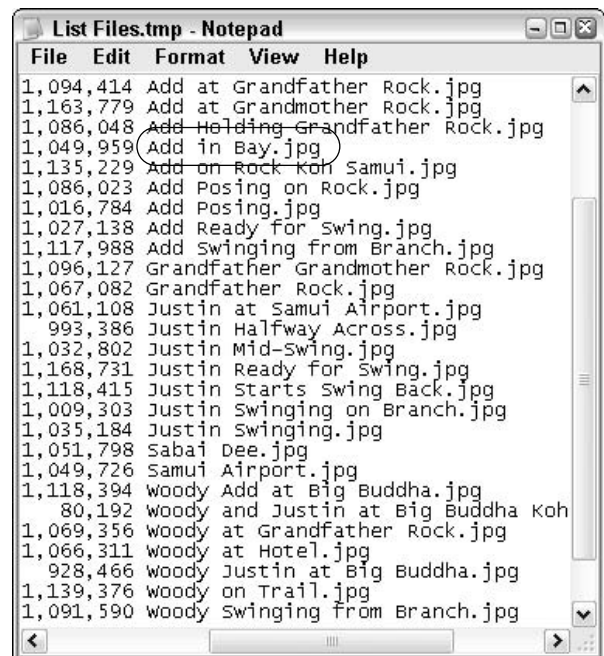 List Files.tmp - Notepad
File Edit Format View Help
1,094,414 Add at Grandfather Rock.jpg
1,163,779 Add at Grandmother Rock.jpg
1,086,048 Add Holding Grandfather Rock.jpg
1,049,959 Add in Bay.jpg
1,135,229 Add on Rock Koh Samui.jpg
1,086,023 Add Posing on Rock.jpg
1,016,784 Add Posing.jpg
1,027,138 Add Ready for Swing.jpg
1,117,988 Add Swinging from Branch.jpg
1,096,127 Grandfather Grandmother Rock.jpg
1,067,082 Grandfather Rock.jpg
1,061,108 Justin at Samui Airport.jpg
993,386 Justin Halfway Across.jpg
1,032,802 Justin Mid-Swing.jpg
1,168,731 Justin Ready for Swing.jpg
1,118,415 Justin Starts Swing Back.jpg
1,009,303 Justin Swinging on Branch.jpg
1,035,184 Justin Swinging.jpg
1,051,798 Sabai Dee.jpg
1,049,726 Samui Airport.jpg
1,118,394 Woody Add at Big Buddha.jpg
80,192 Woody and Justin at Big Buddha Koh
1,069,356 Woody at Grandfather Rock.jpg
1,066,311 Woody at Hotel.jpg
928,466 Woody Justin at Big Buddha.jpg
1,139,376 Woody on Trail.jpg
1,091,590 Woody Swinging from Branch.jpg